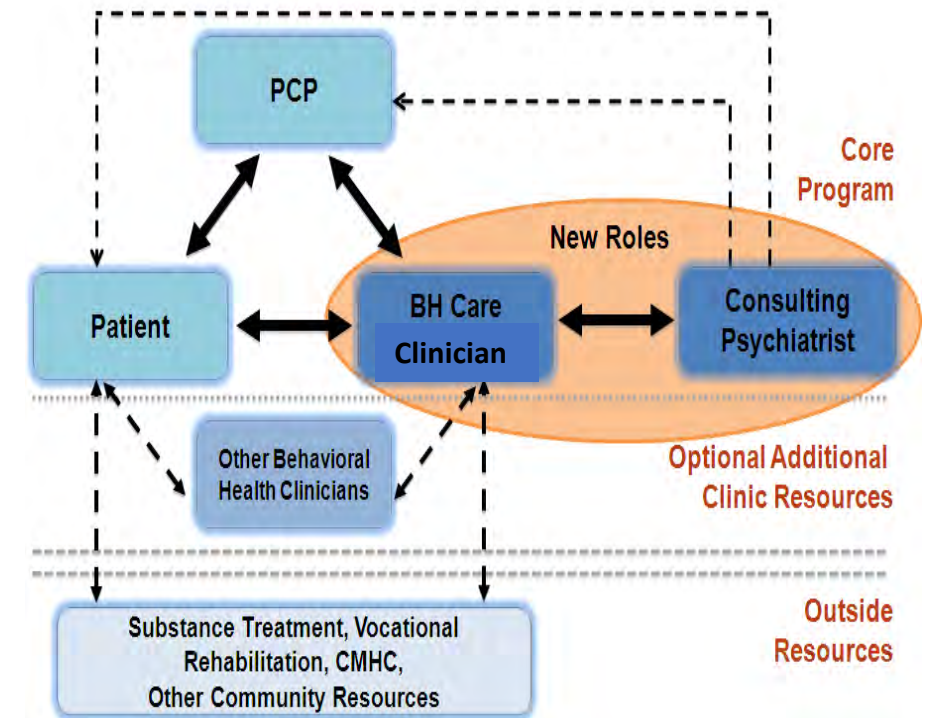 PCP
Core
Program
New Roles
Patient
BH Care
Clinician
Consulting
Psychiatrist
Other Behavioral
Health Clinicians
Optional Additional
Clinic Resources
Substance Treatment, Vocational
Rehabilitation, CMHC,
Other Community Resources
Outside
Resources